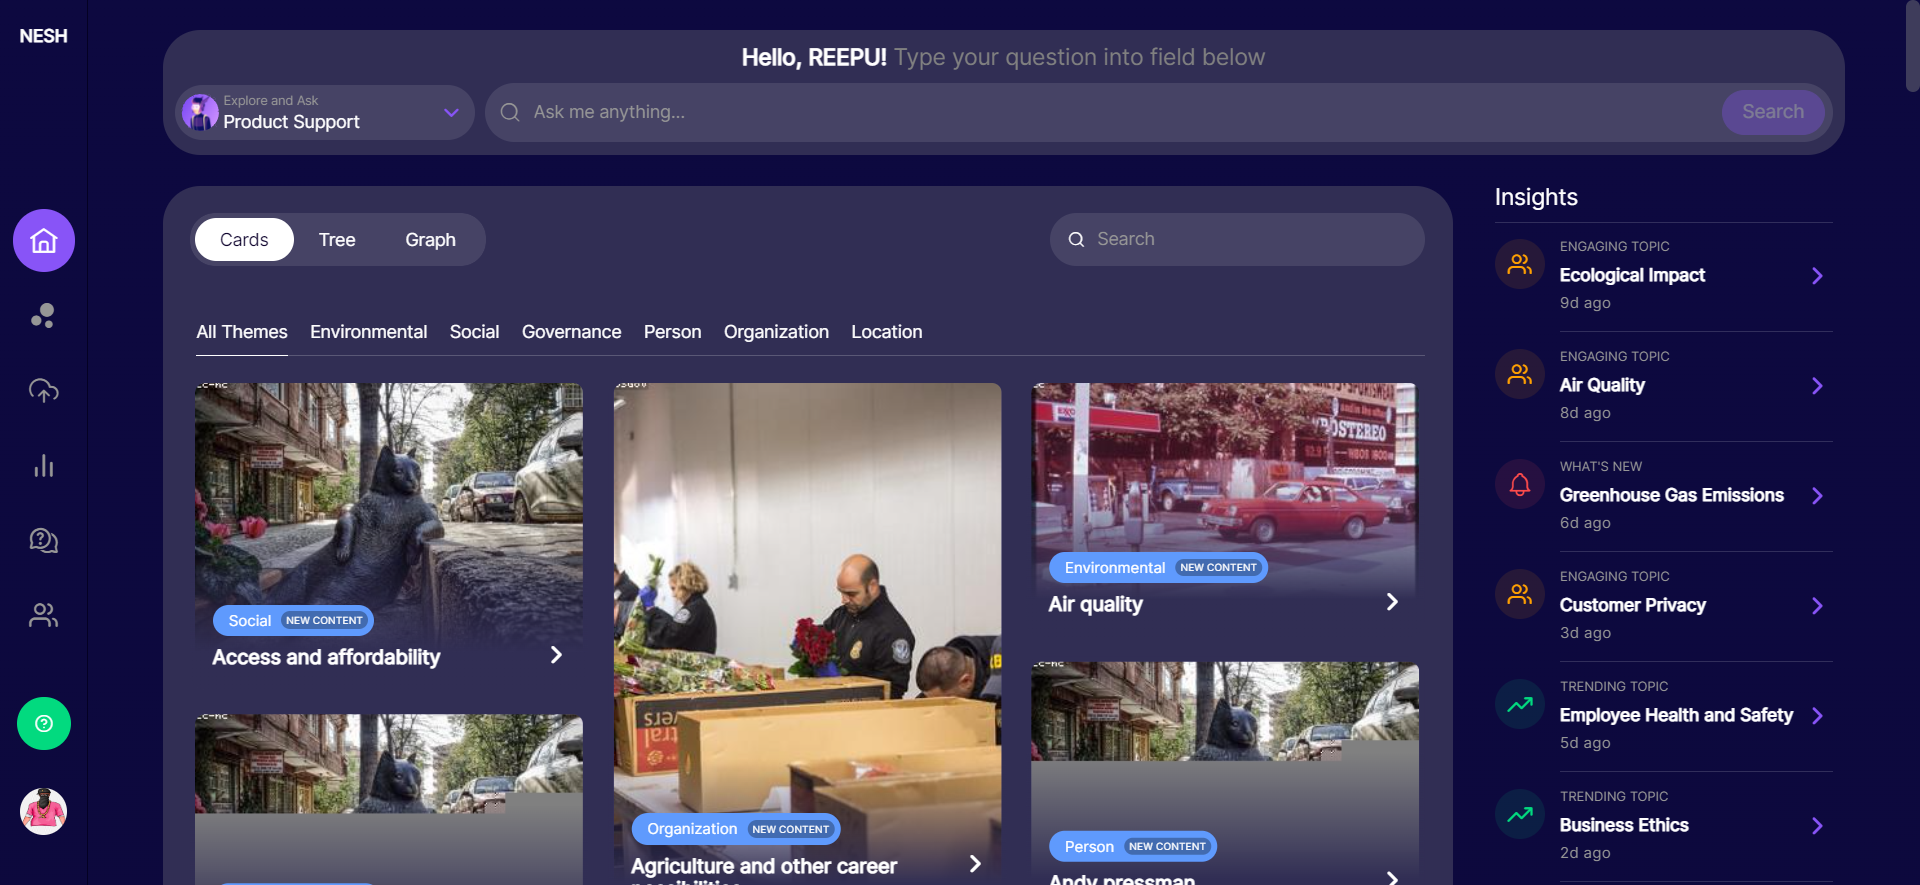 NESH
Hello, REEPU! Type your question into field below
Explore and Ask
Product Support
Ask me anything...
Search
Cards
Tree
Graph
Search
All Themes
Environmental
Social
Governance
Person
Organization
Location
Social NEW CONTENT
Access and affordability
Organization NEW CONTENT
Agriculture and other career
possibilities
EXXON
STEREO
Environmental NEW CONTENT
Air quality
Person NEW CONTENT
Andy pressman
Insights
ENGAGING TOPIC
Ecological Impact
9d ago
ENGAGING TOPIC
Air Quality
8d ago
WHAT'S NEW
Greenhouse Gas Emissions
6d ago
ENGAGING TOPIC
Customer Privacy
3d ago
TRENDING TOPIC
Employee Health and Safety
5d ago
TRENDING TOPIC
Business Ethics
2d ago